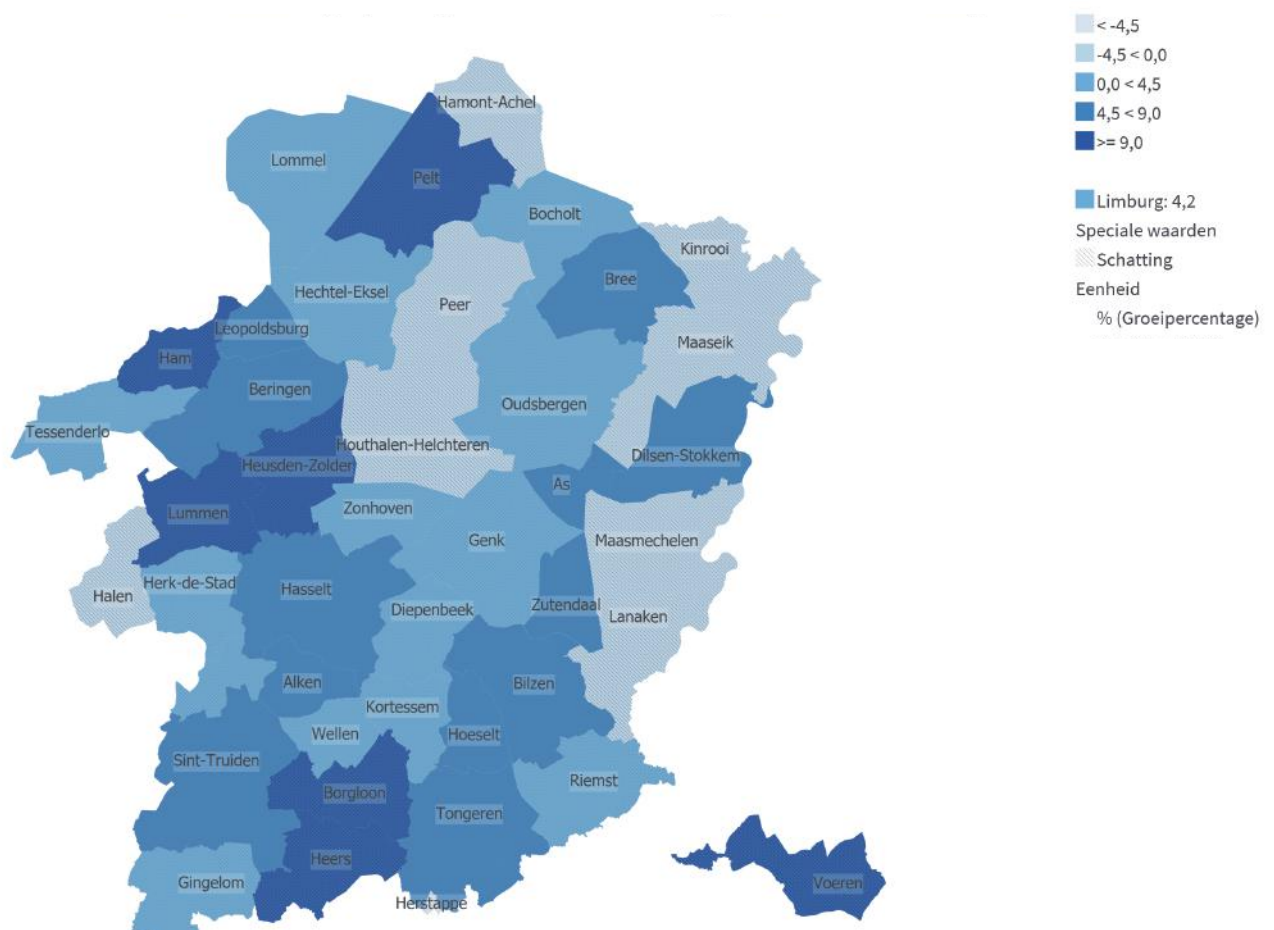 < -4,5
-4,5 < 0,0
0,0 < 4,5
4,5 < 9,0
>= 9,0
Limburg: 4,2
Speciale waarden
Schatting
Eenheid
% (Groeipercentage)
Hamont-Achel
Lommel
Pelt
Bocholt
Kinrooi
Bree
Hechtel-Eksel
Peer
Leopoldsburg
Maaseik
Ham
Beringen
Oudsbergen
Tessenderlo
Houthalen-Helchteren
Dilsen-Stokkem
Heusden-Zolder
As
Zonhoven
Lummen
Genk
Maasmechelen
Herk-de-Stad
Hasselt
Halen
Diepenbeek
Zutendaal
Lanaken
Alken
Bilzen
Kortessem
Wellen
Hoeselt
Sint-Truiden
Riemst
Borgloon
Tongeren
Heers
Gingelom
Voeren
Herstappe